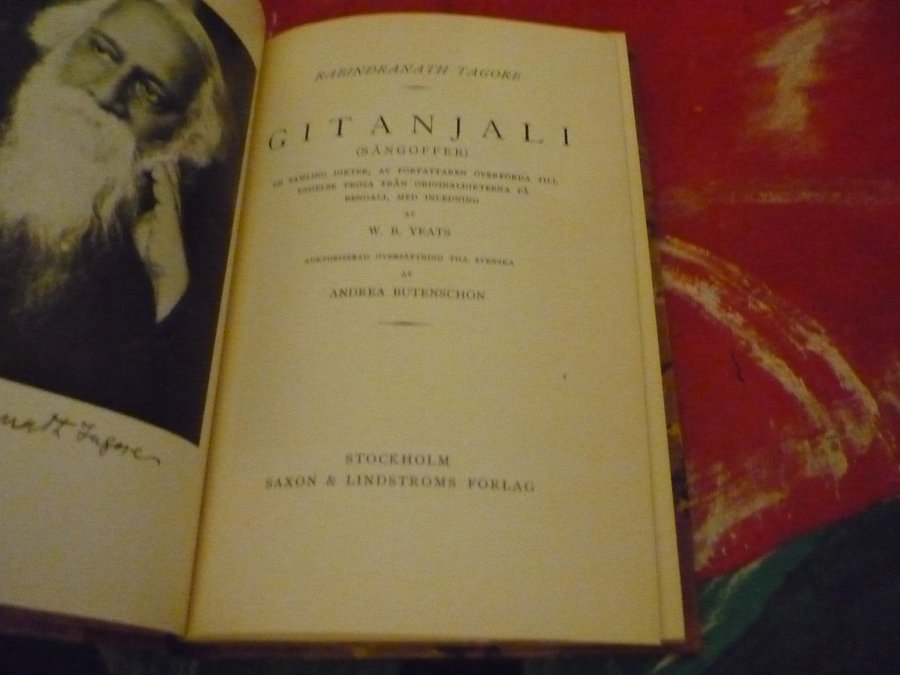 RABINDRANATH TAGORE
GITANJALI
(SÅNGOFFER)
EN SAMLING DIKTER, AV FÖRFATTAREN ÖVERFÖRDA TILL
ENGELSK PROSA FRÅN ORIGINALDIKTERNA PÅ
BENGALI, MED INLEDNING
AV
W. B. YEATS
AUKTORISERAD ÖVERSÄTTNING TILL SVENSKA
AV
ANDREA BUTENSCHÖN
STOCKHOLM
SAXON & LINDSTRÖMS FÖRLAG
Tagore